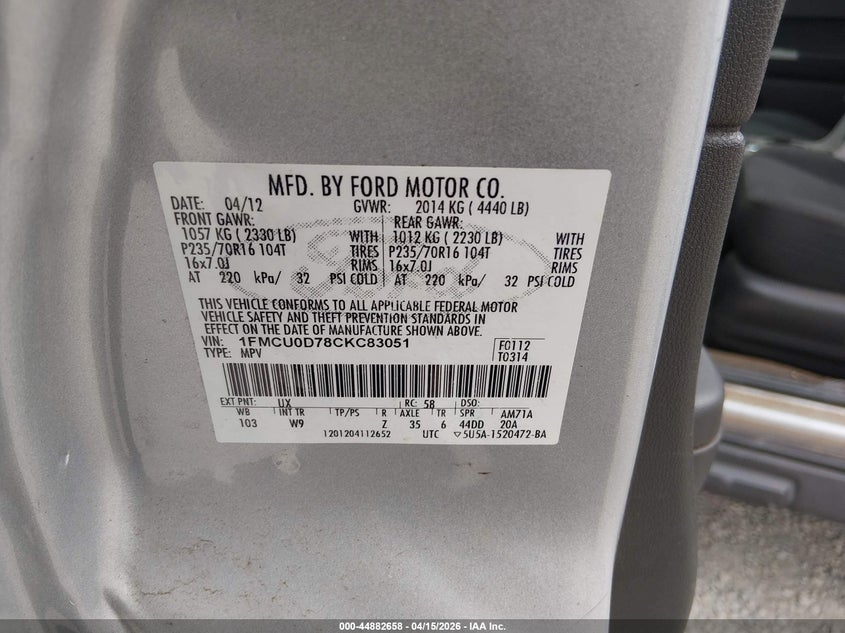 MFD. BY FORD MOTOR CO.
DATE: 04/12 GVWR: 2014 KG ( 4440 LB)
FRONT GAWR: REAR GAWR:
1057 KG ( 2330 LB) WITH 1012 KG ( 2230 LB) WITH
P235/70R16 104T TIRES P235/70R16 104T TIRES
16x7.0J RIMS 16x7.0J RIMS
AT 220 kPa/ 32 PSI COLD AT 220 kPa/ 32 PSI COLD
THIS VEHICLE CONFORMS TO ALL APPLICABLE FEDERAL MOTOR
VEHICLE SAFETY AND THEFT PREVENTION STANDARDS IN
EFFECT ON THE DATE OF MANUFACTURE SHOWN ABOVE.
VIN: 1FMCU0D78CKC83051 F0112
TYPE: MPV T0314
EXT PNT: UX RC: 58 DSO:
WB INT TR TP/PS R AXLE TR SPR AM71A
103 W9 Z 35 6 44DD 20A
1201204112652 UTC ▽5U5A-1520472-BA
000-44882658 - 04/15/2026 - IAA Inc.